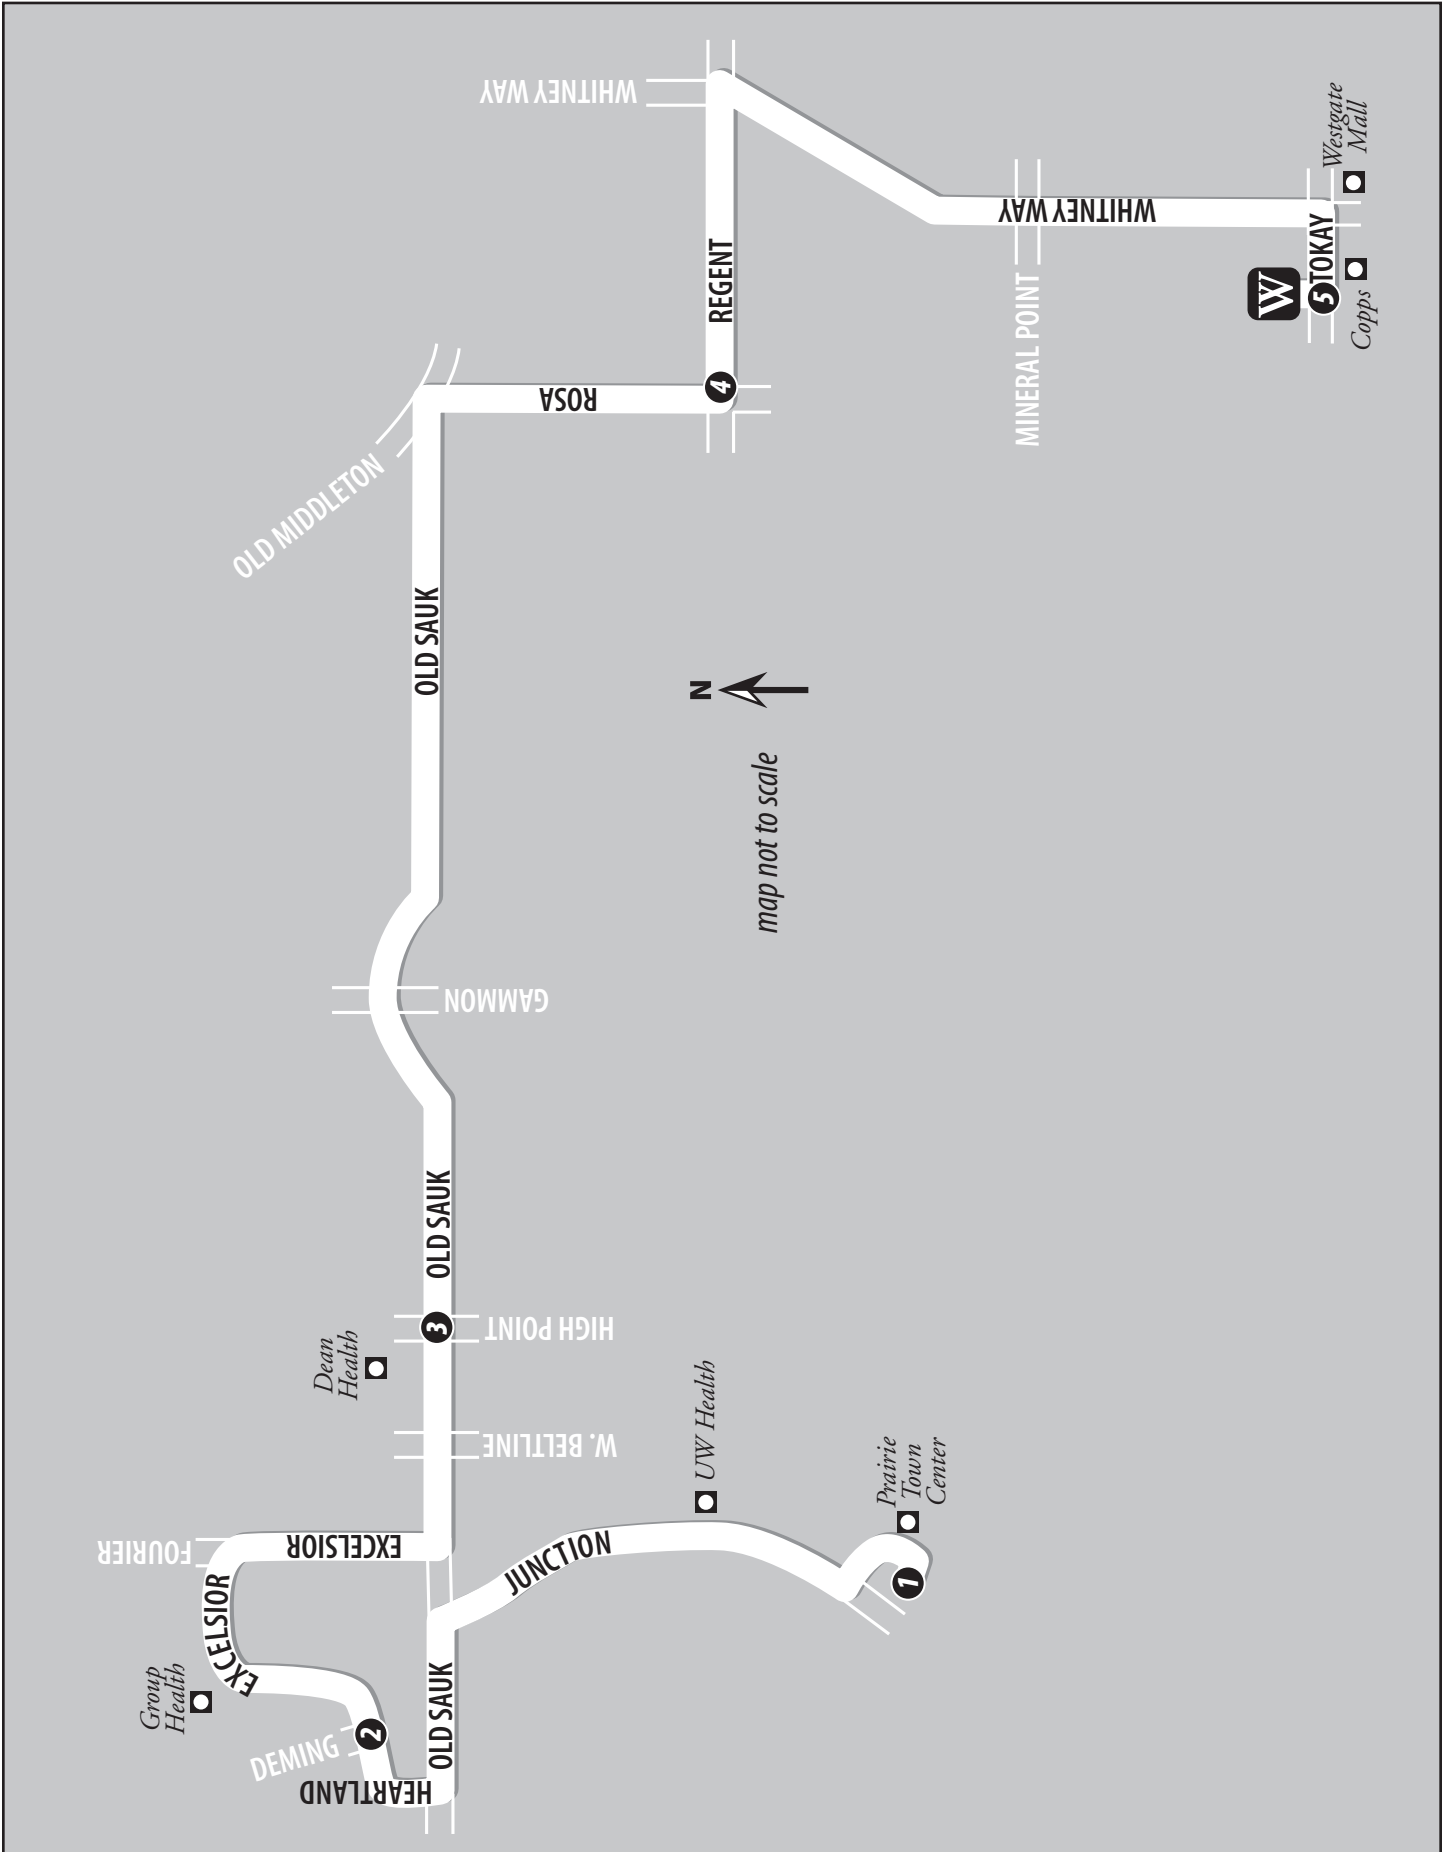 WHITNEY WAY
Westgate
Mall
WHITNEY WAY
TOKAY
5
W
Copps
REGENT
MINERAL POINT
4
ROSA
OLD MIDDLETON
OLD SAUK
N
map not to scale
GAMMON
OLD SAUK
3
HIGH POINT
Dean
Health
W. BELTLINE
UW Health
Prairie
Town
Center
1
JUNCTION
FOURIER
EXCELSIOR
EXCELSIOR
Group
Health
DEMING
2
HEARTLAND
OLD SAUK